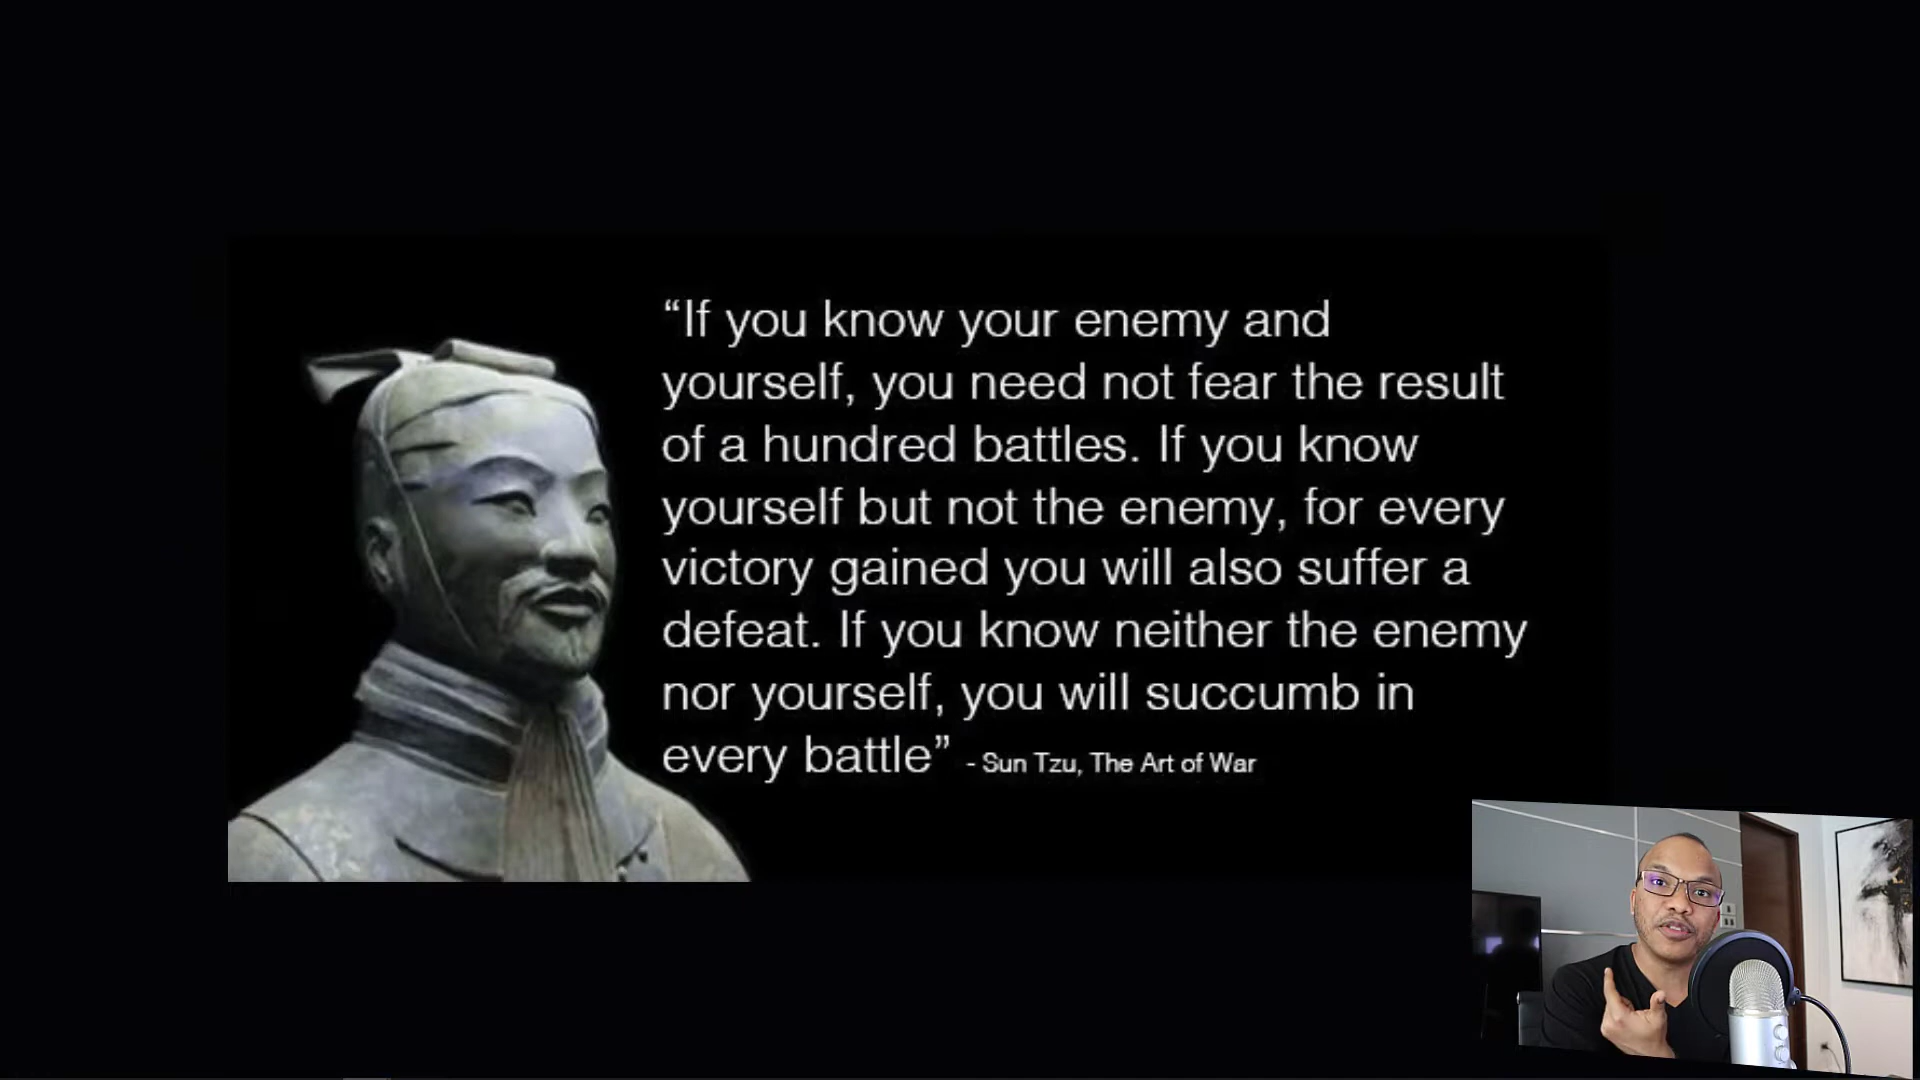 “If you know your enemy and
yourself, you need not fear the result
of a hundred battles. If you know
yourself but not the enemy, for every
victory gained you will also suffer a
defeat. If you know neither the enemy
nor yourself, you will succumb in
every battle” - Sun Tzu, The Art of War